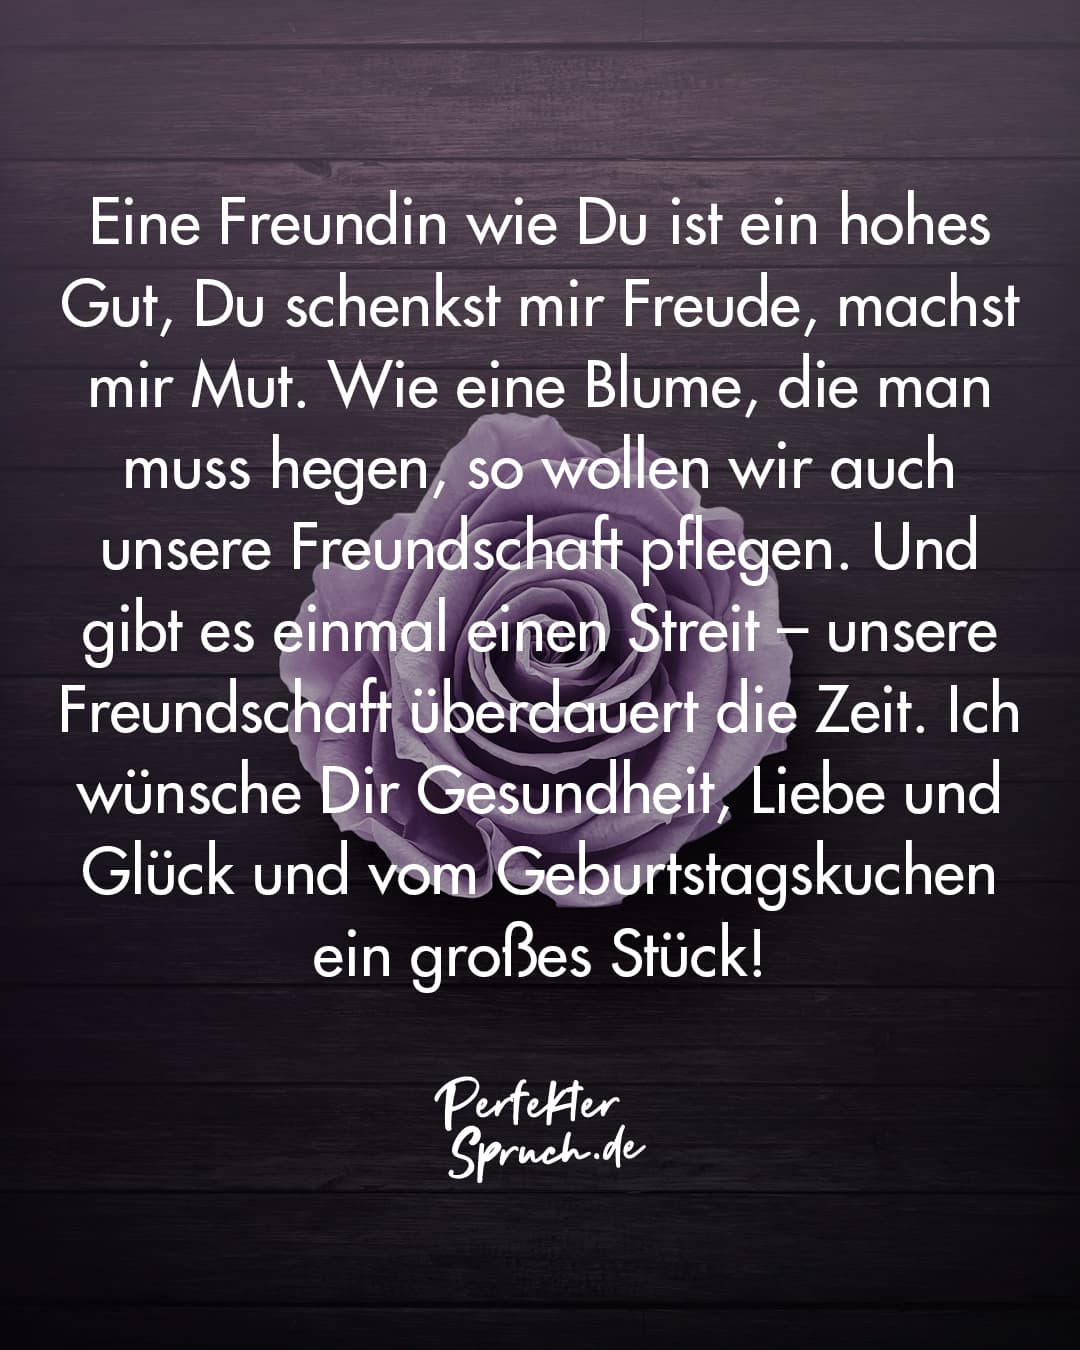 Eine Freundin wie Du ist ein hohes
Gut, Du schenkst mir Freude, machst
mir Mut. Wie eine Blume, die man
muss hegen, so wollen wir auch
unsere Freundschaft pflegen. Und
gibt es einmal einen Streit – unsere
Freundschaft überdauert die Zeit. Ich
wünsche Dir Gesundheit, Liebe und
Glück und vom Geburtstagskuchen
ein großes Stück!
Perfekter
Spruch.de